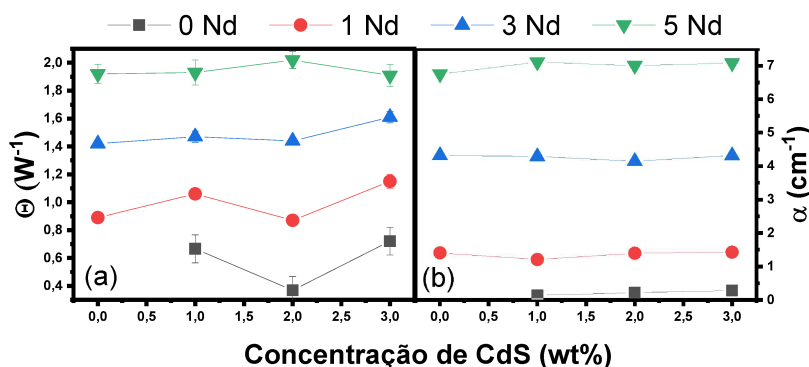 0 Nd 1 Nd 3 Nd 5 Nd
2,0
1,8
1,6
1,4
1,2
1,0
0,8
0,6
0,4
Θ (W⁻¹)
(a)
0,0 0,5 1,0 1,5 2,0 2,5 3,0
7
6
5
4
3
2
1
0
α (cm⁻¹)
(b)
0,0 0,5 1,0 1,5 2,0 2,5 3,0
Concentração de CdS (wt%)